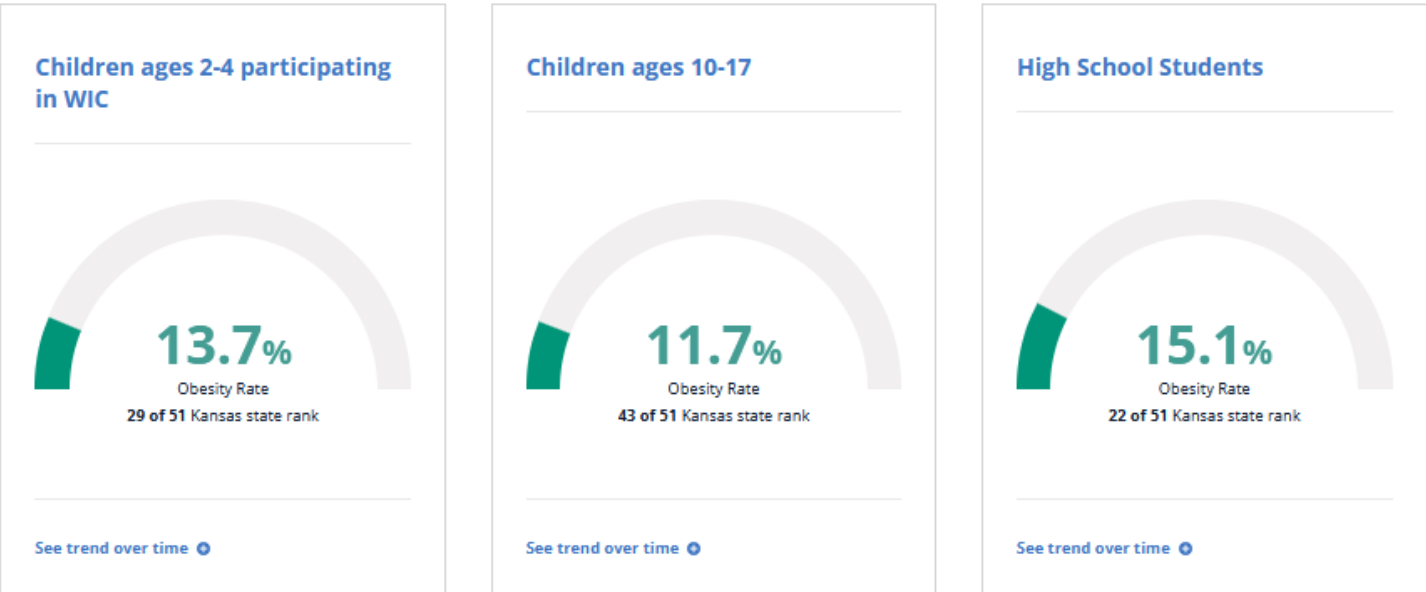 Children ages 2-4 participating
in WIC
13.7%
Obesity Rate
29 of 51 Kansas state rank
See trend over time
Children ages 10-17
11.7%
Obesity Rate
43 of 51 Kansas state rank
See trend over time
High School Students
15.1%
Obesity Rate
22 of 51 Kansas state rank
See trend over time